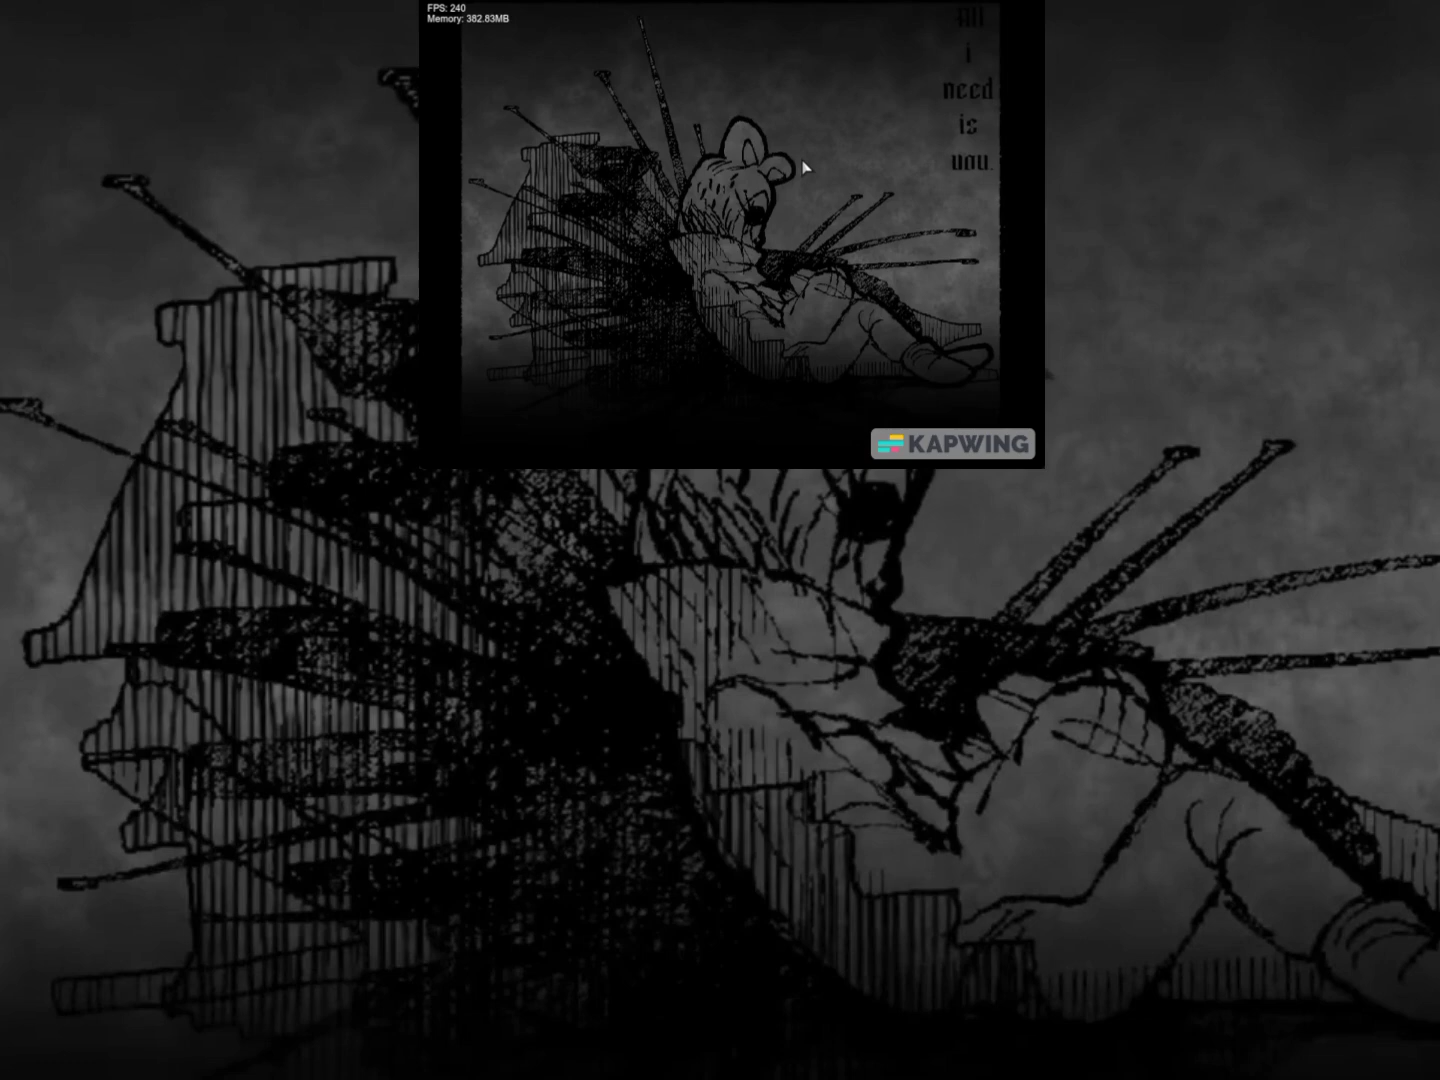 FPS: 240
Memory: 382.83MB
All
i
need
is
you.
KAPWING